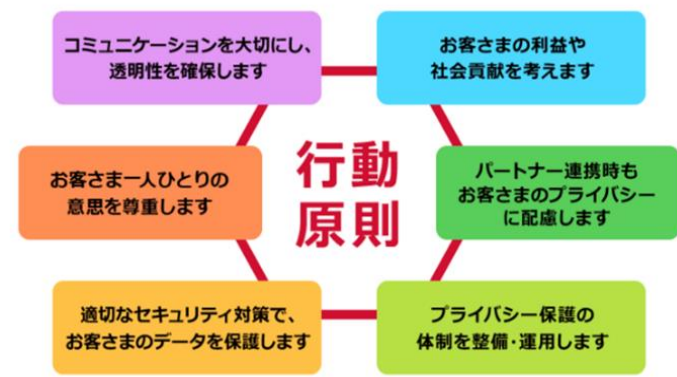 コミュニケーションを大切にし、
透明性を確保します
お客さまの利益や
社会貢献を考えます
お客さま一人ひとりの
意思を尊重します
行動
原則
パートナー連携時も
お客さまのプライバシー
に配慮します
適切なセキュリティ対策で、
お客さまのデータを保護します
プライバシー保護の
体制を整備・運用します